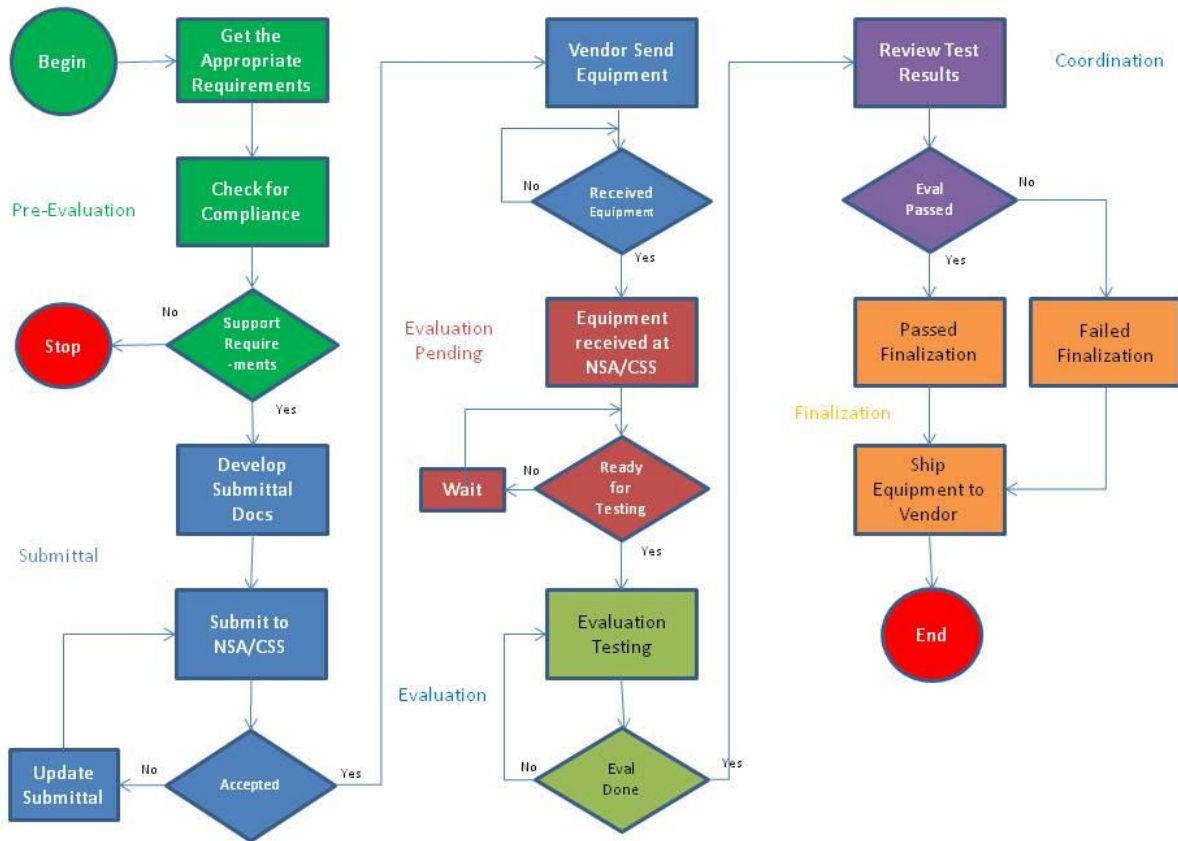 Begin
Get the
Appropriate
Requirements
Pre-Evaluation
Check for
Compliance
No
Stop
Support
Require
-ments
Yes
Develop
Submittal
Docs
Submittal
Submit to
NSA/CSS
Update
Submittal
No
Accepted
Yes
Vendor Send
Equipment
No
Received
Equipment
Yes
Evaluation
Pending
Equipment
received at
NSA/CSS
Wait
No
Ready
for
Testing
Yes
Evaluation
Testing
Evaluation
No
Eval
Done
Yes
Review Test
Results
Coordination
Eval
Passed
No
Yes
Passed
Finalization
Failed
Finalization
Finalization
Ship
Equipment to
Vendor
End